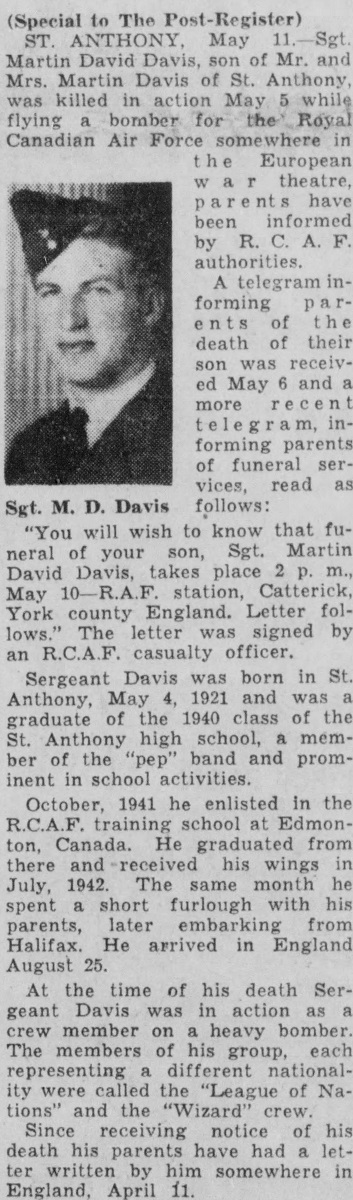 (Special to The Post-Register)
ST. ANTHONY, May 11.—Sgt.
Martin David Davis, son of Mr. and
Mrs. Martin Davis of St. Anthony,
was killed in action May 5 while
flying a bomber for the Royal
Canadian Air Force somewhere in
the European
war theatre,
parents have
been informed
by R. C. A. F.
authorities.
A telegram in-
forming par-
ents of the
death of their
son was receiv-
ed May 6 and a
more recent
telegram, in-
forming parents
of funeral ser-
vices, read as
follows:
Sgt. M. D. Davis
"You will wish to know that fu-
neral of your son, Sgt. Martin
David Davis, takes place 2 p. m.,
May 10—R.A.F. station, Catterick,
York county England. Letter fol-
lows." The letter was signed by
an R.C.A.F. casualty officer.
Sergeant Davis was born in St.
Anthony, May 4, 1921 and was a
graduate of the 1940 class of the
St. Anthony high school, a mem-
ber of the "pep" band and prom-
inent in school activities.
October, 1941 he enlisted in the
R.C.A.F. training school at Edmon-
ton, Canada. He graduated from
there and received his wings in
July, 1942. The same month he
spent a short furlough with his
parents, later embarking from
Halifax. He arrived in England
August 25.
At the time of his death Ser-
geant Davis was in action as a
crew member on a heavy bomber.
The members of his group, each
representing a different national-
ity were called the "League of Na-
tions" and the "Wizard" crew.
Since receiving notice of his
death his parents have had a let-
ter written by him somewhere in
England, April 11.